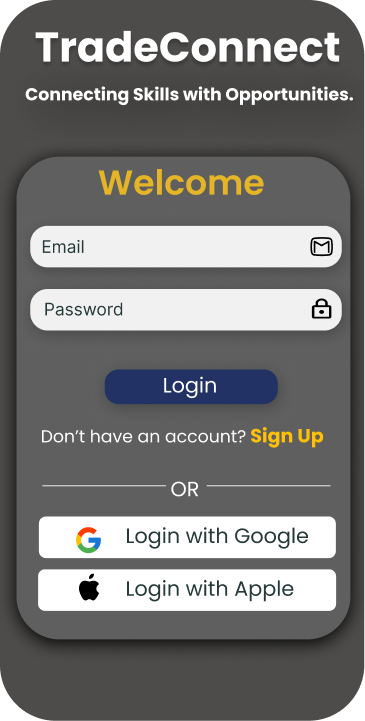 TradeConnect
Connecting Skills with Opportunities.
Welcome
Email
Password
Login
Don’t have an account? Sign Up
OR
Login with Google
Login with Apple